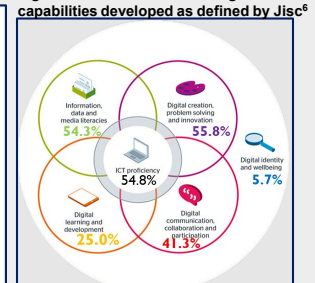 capabilities developed as defined by Jisc6
Information,
data and
media literacies
54.3%
Digital creation,
problem solving
and innovation
55.8%
ICT proficiency
54.8%
Digital identity
and wellbeing
5.7%
Digital
learning and
development
25.0%
Digital
communication,
collaboration and
participation
41.3%